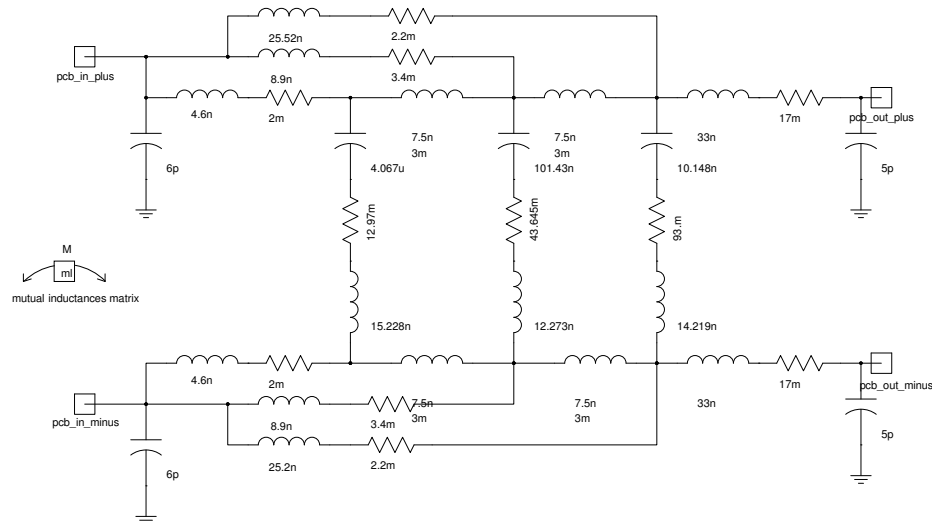 25.52n
2.2m
pcb_in_plus
8.9n
3.4m
4.6n
2m
7.5n
3m
7.5n
3m
33n
17m
pcb_out_plus
6p
4.067u
101.43n
10.148n
5p
12.97m
43.645m
93.m
M
ml
mutual inductances matrix
15.228n
12.273n
14.219n
4.6n
2m
17m
pcb_out_minus
pcb_in_minus
8.9n
3.4m
7.5n
3m
7.5n
3m
33n
6p
25.2n
2.2m
5p